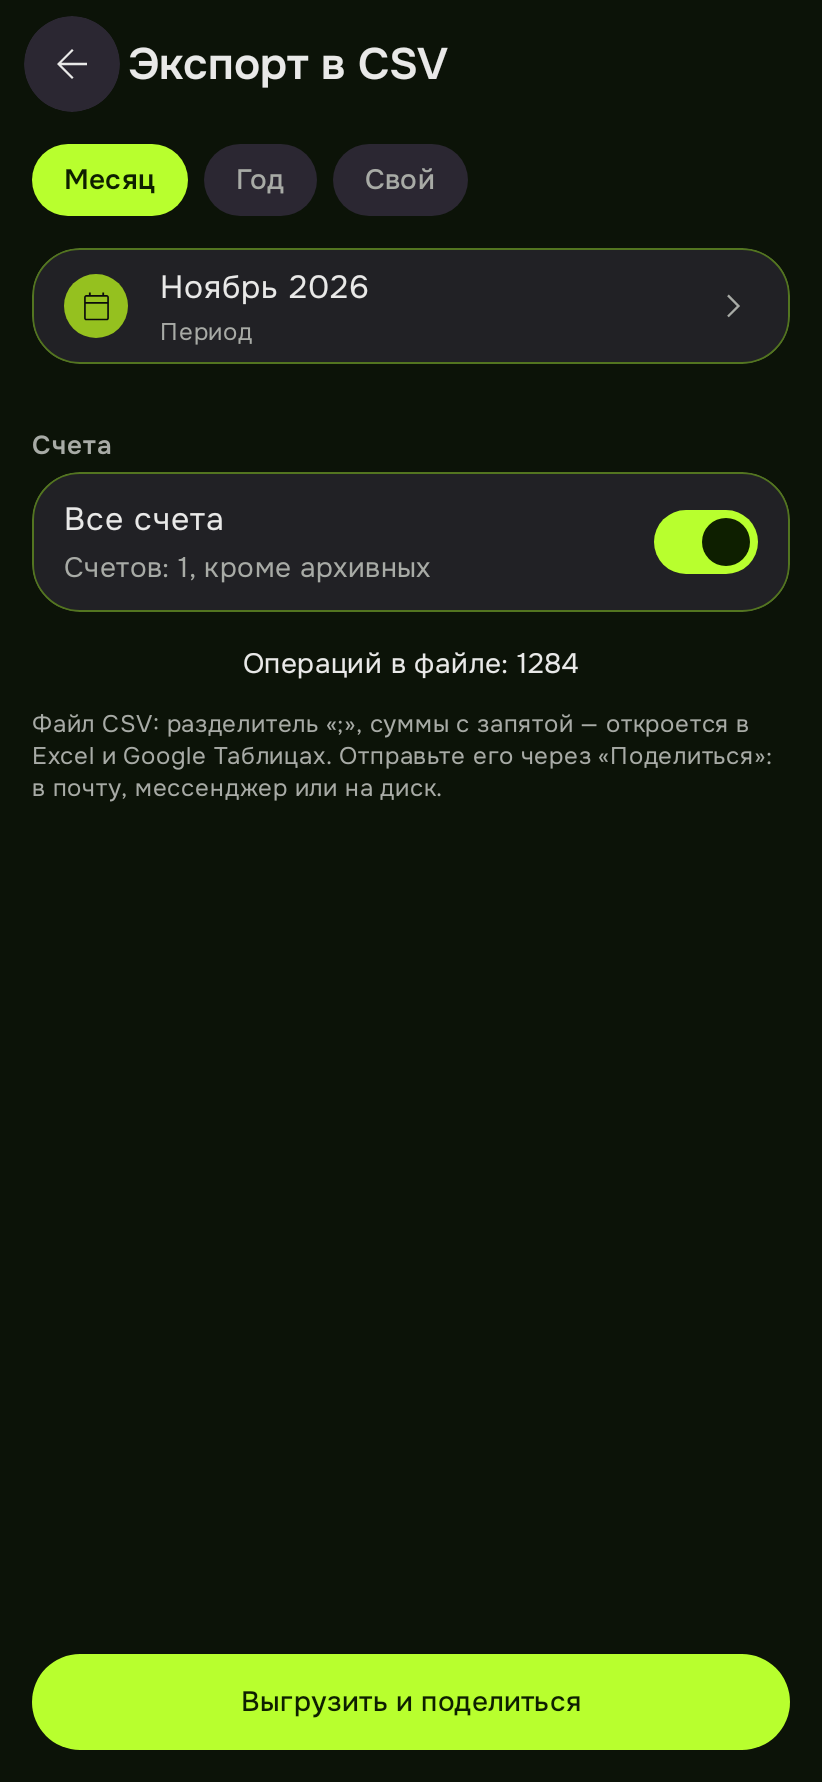 Экспорт в CSV
Месяц
Год
Свой
Ноябрь 2026
Период
Счета
Все счета
Счетов: 1, кроме архивных
Операций в файле: 1284
Файл CSV: разделитель «;», суммы с запятой — откроется в
Excel и Google Таблицах. Отправьте его через «Поделиться»:
в почту, мессенджер или на диск.
Выгрузить и поделиться